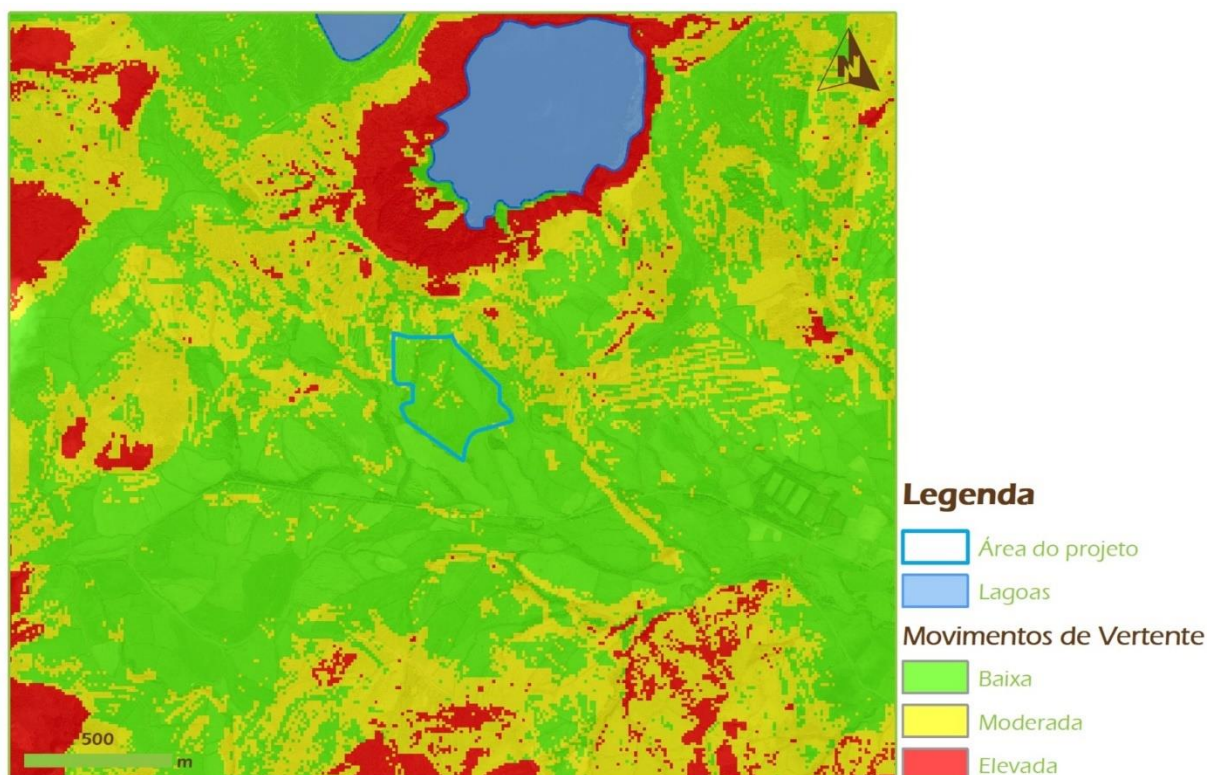 N
Legenda
Área do projeto
Lagoas
Movimentos de Vertente
Baixa
Moderada
Elevada
500
m